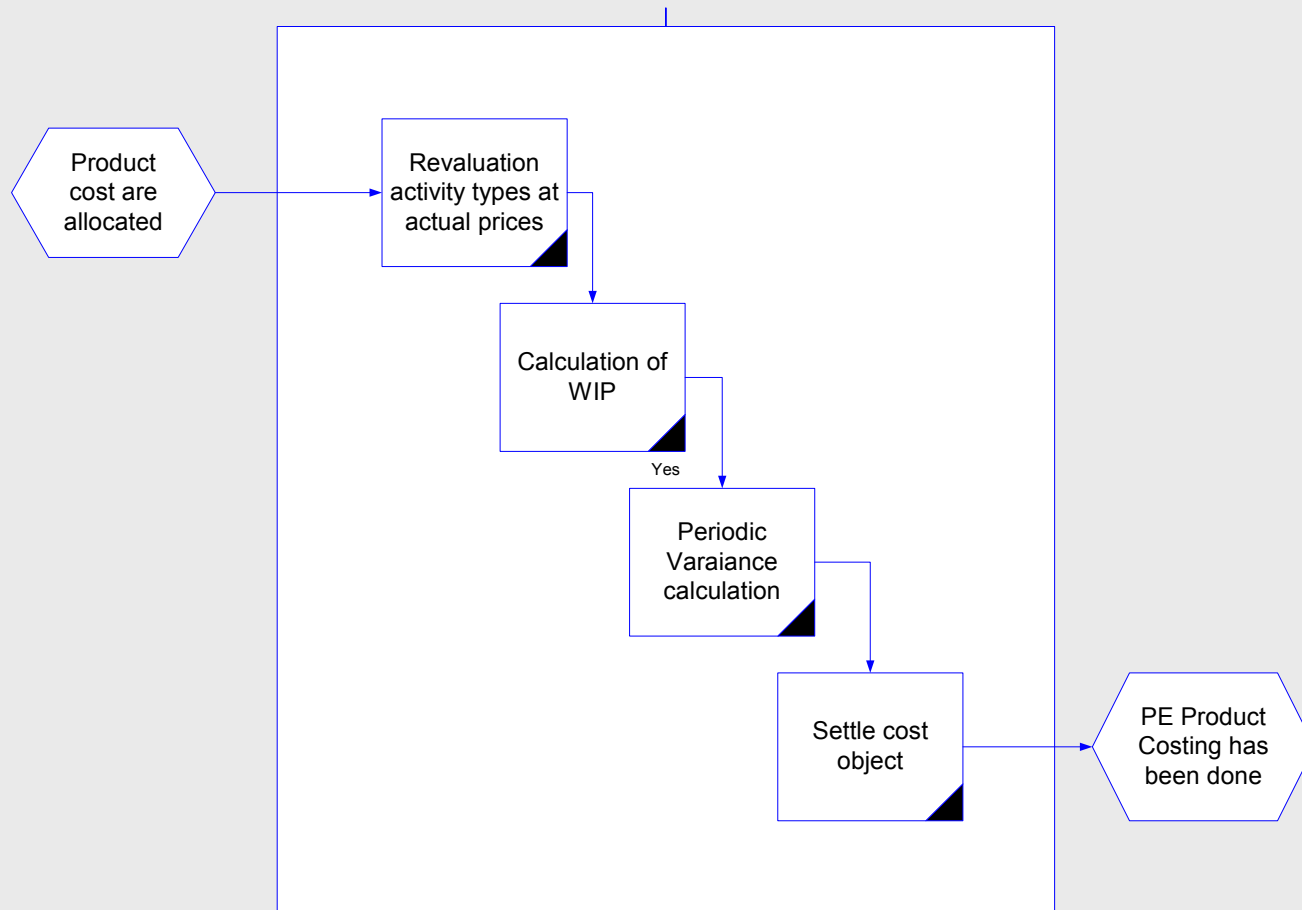 Product
cost are
allocated
Revaluation
activity types at
actual prices
Calculation of
WIP
Yes
Periodic
Varaiance
calculation
Settle cost
object
PE Product
Costing has
been done